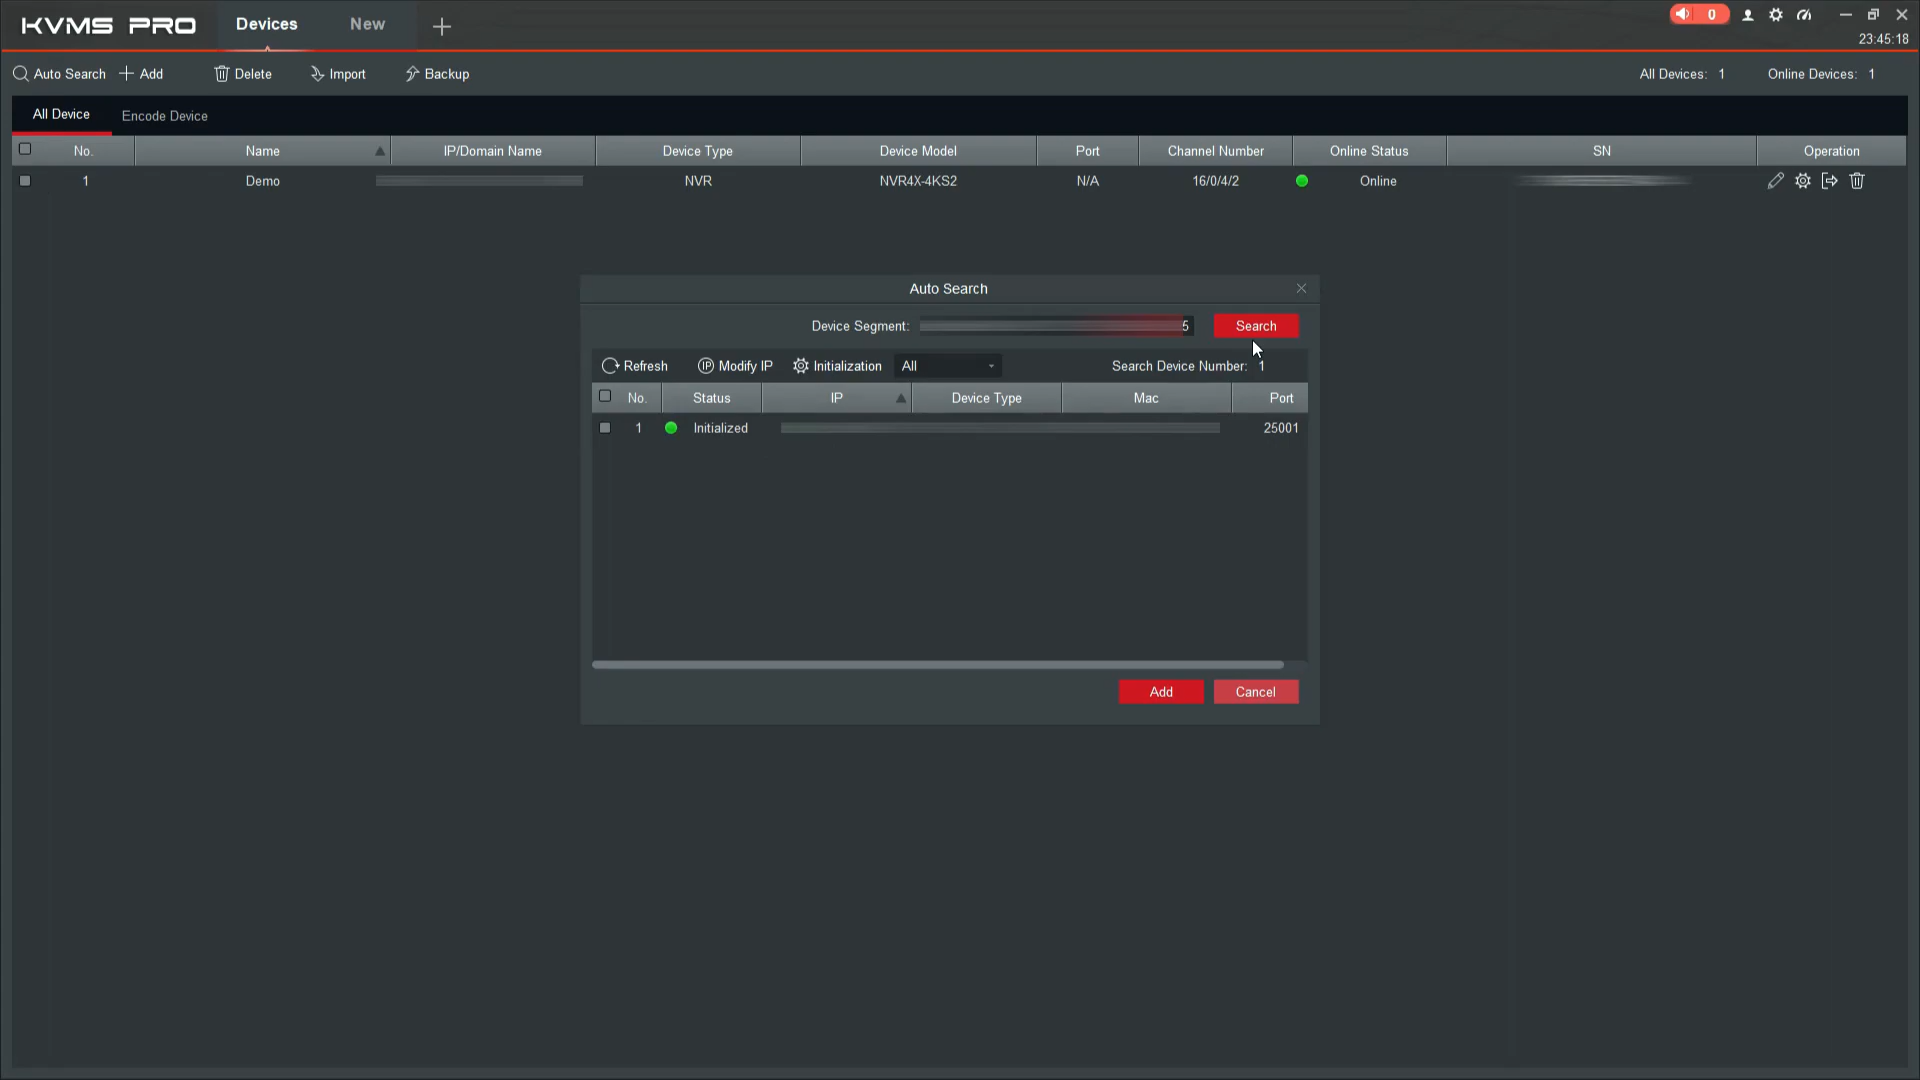 KVMS PRO Devices New 0
23:45:18
Auto Search Add Delete Import Backup All Devices: 1 Online Devices: 1
All Device Encode Device
No. Name IP/Domain Name Device Type Device Model Port Channel Number Online Status SN Operation
1 Demo NVR NVR4X-4KS2 N/A 16/0/4/2 Online
Auto Search
Device Segment: 5 Search
Refresh IP Modify IP Initialization All Search Device Number: 1
No. Status IP Device Type Mac Port
1 Initialized 25001
Add Cancel